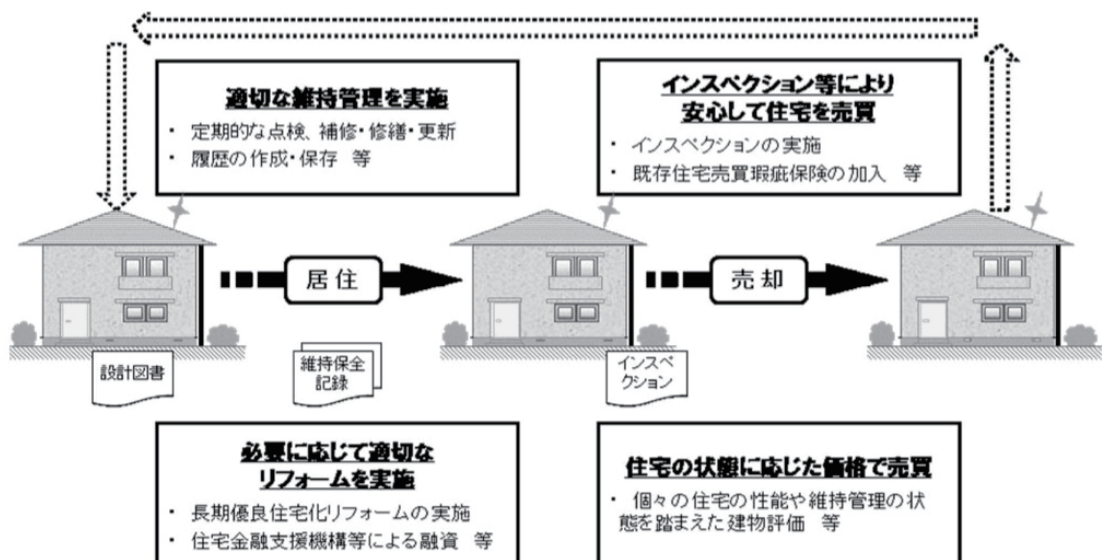 適切な維持管理を実施
・ 定期的な点検、補修・修繕・更新
・ 履歴の作成・保存 等
インスペクション等により
安心して住宅を売買
・ インスペクションの実施
・ 既存住宅売買瑕疵保険の加入 等
居住
売却
設計図書
維持保全
記録
インスペ
クション
必要に応じて適切な
リフォームを実施
・ 長期優良住宅化リフォームの実施
・ 住宅金融支援機構等による融資 等
住宅の状態に応じた価格で売買
・ 個々の住宅の性能や維持管理の状
態を踏まえた建物評価 等